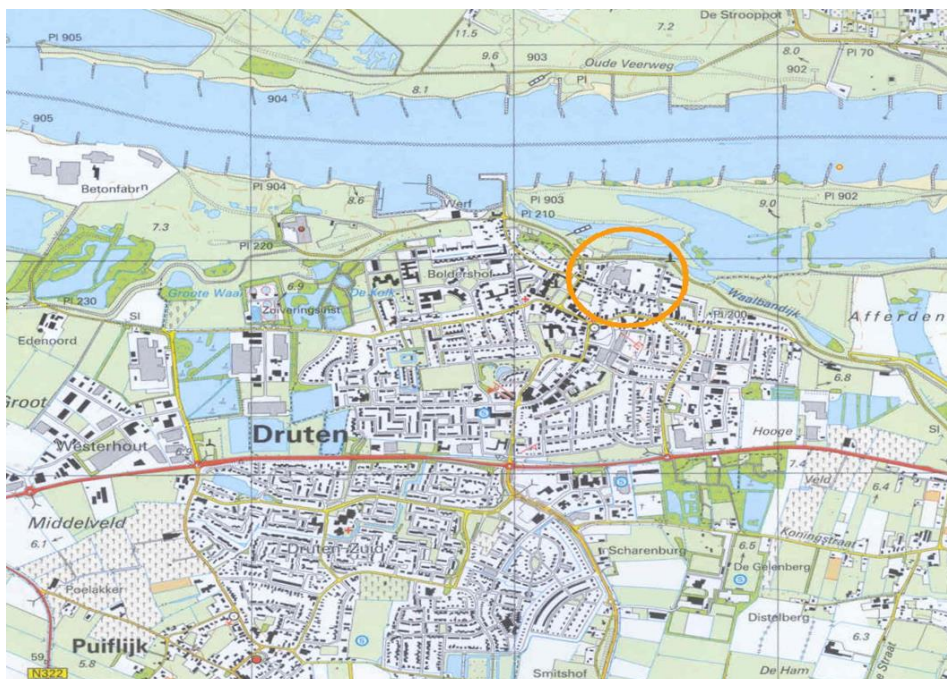 De Strooppot
7.2
11.5
Pl 905
903
8.0
Pl 70
9.6
Oude Veerweg
902
Pl
8.1
904
905
Betonfabrn
Pl 904
8.6
Pl 903
Pl 902
Werf
Pl 210
9.0
7.3
Pl 220
Boldershof
Pl 230
Groote Waal
6.9
De Kolk
Zuiveringsinst
Waalbandijk
Sl
Pl 200
Afferden
Edenoord
6.8
Groot
Druten
Hooge
Sl
Westerhout
6.9
S
7.4
Veld
S
6.4
Middelveld
Koningstraat
6.1
Druten-Zuid
Scharenburg
6.5
De Gelenberg
Poelakker
S
Distelberg
Puiflijk
S
6.3
59
5.8
De Ham
N322
Smitshof
e Straat